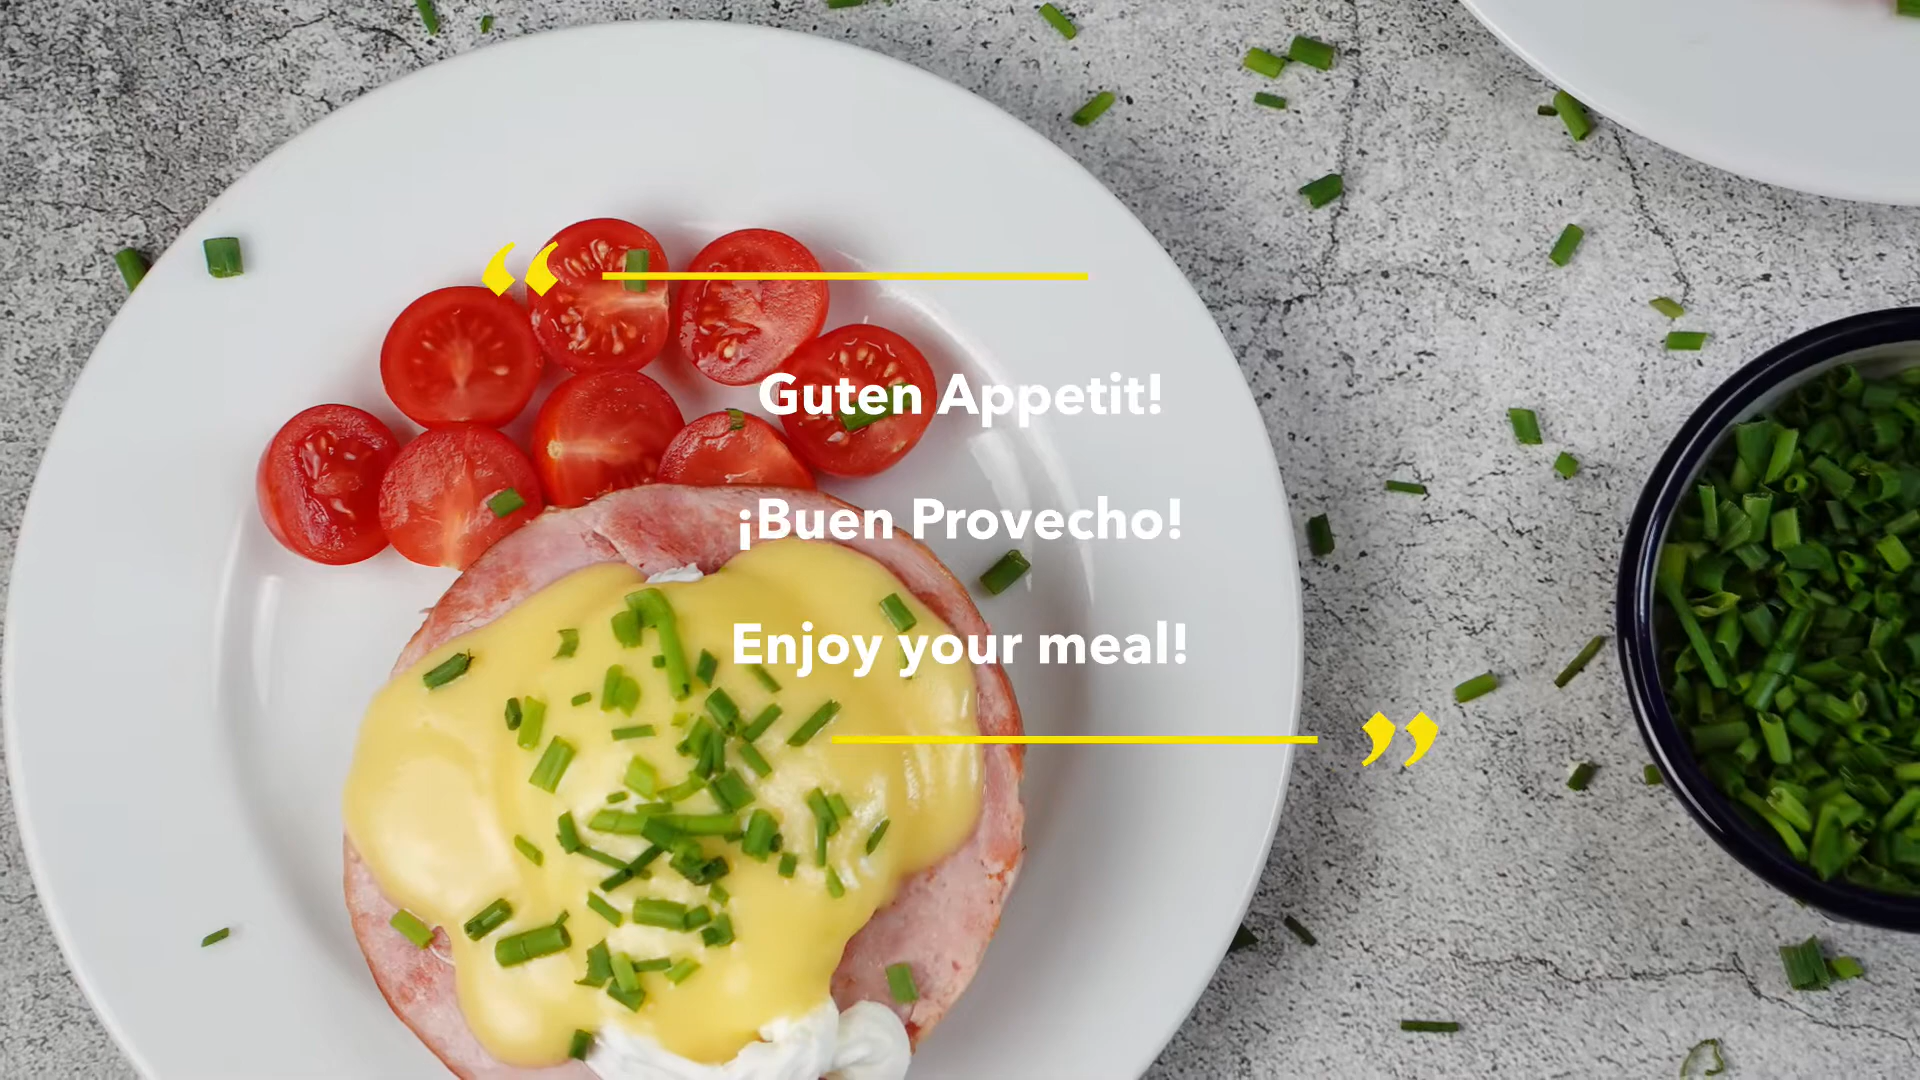 “
Guten Appetit!
¡Buen Provecho!
Enjoy your meal!
”